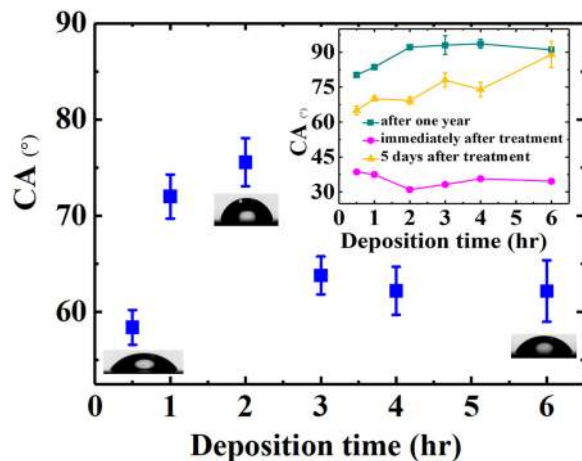 90
80
70
60
CA (°)
0 1 2 3 4 5 6
Deposition time (hr)
90
75
60
45
30
CA (°)
after one year
immediately after treatment
5 days after treatment
0 1 2 3 4 5 6
Deposition time (hr)